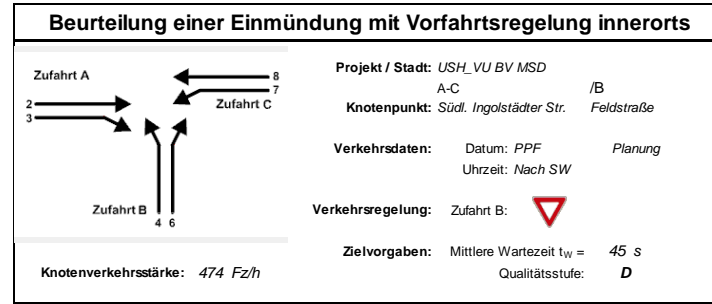 Beurteilung einer Einmündung mit Vorfahrtsregelung innerorts
Zufahrt A
8
7
Zufahrt C
2
3
Zufahrt B
4 6
Knotenverkehrsstärke: 474 Fz/h
Projekt / Stadt: USH_VU BV MSD
A-C /B
Knotenpunkt: Südl. Ingolstädter Str. Feldstraße
Verkehrsdaten: Datum: PPF Planung
Uhrzeit: Nach SW
Verkehrsregelung: Zufahrt B:
Zielvorgaben: Mittlere Wartezeit tW = 45 s
Qualitätsstufe: D